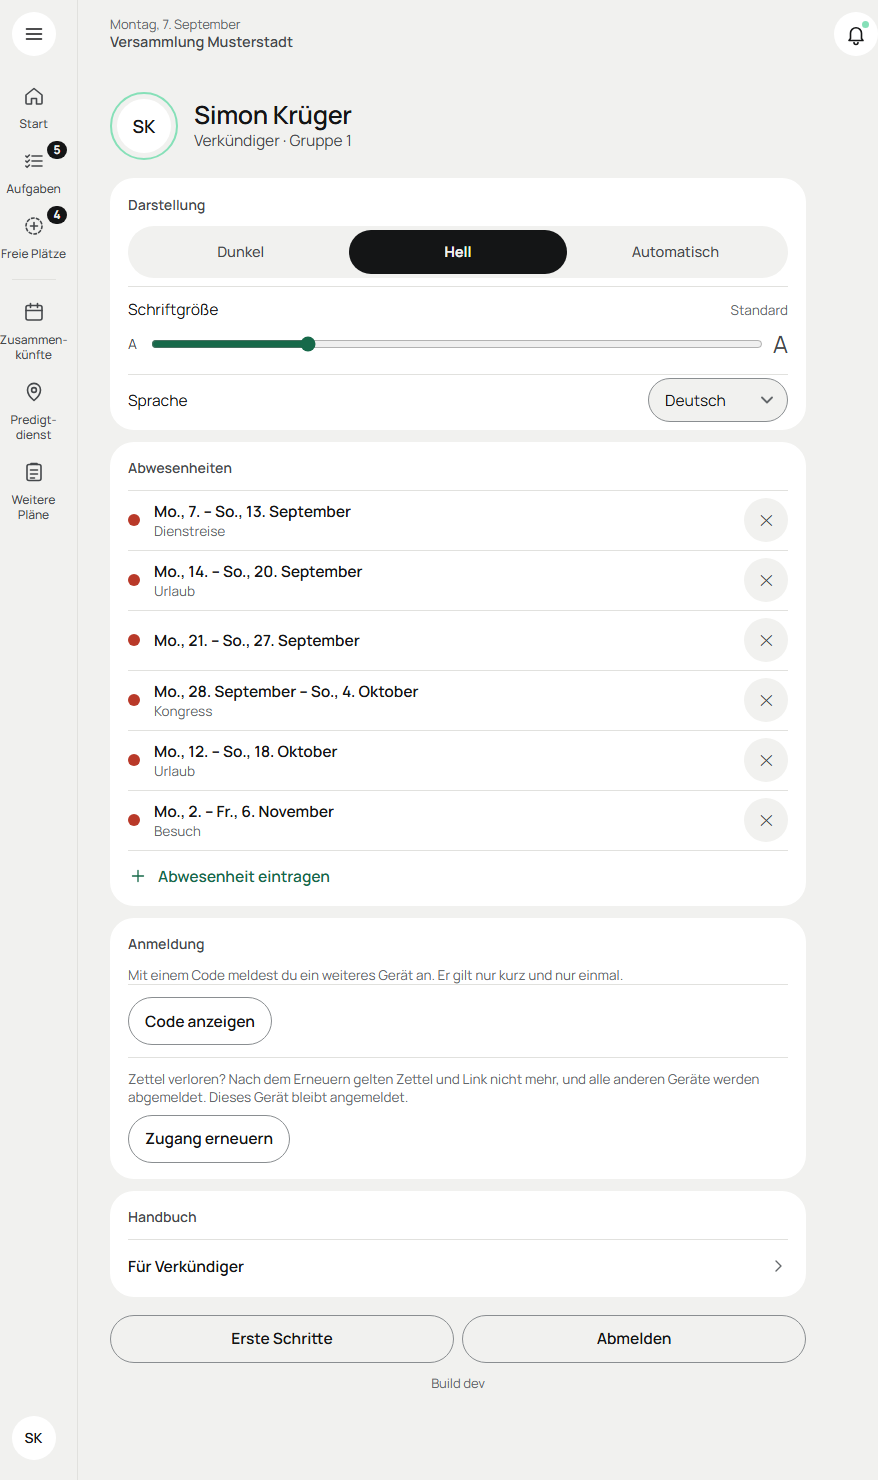 Montag, 7. September
Versammlung Musterstadt
Start
5
Aufgaben
4
Freie Plätze
Zusammen-
künfte
Predigt-
dienst
Weitere
Pläne
SK
SK
Simon Krüger
Verkündiger · Gruppe 1
Darstellung
Dunkel
Hell
Automatisch
Schriftgröße
Standard
A
A
Sprache
Deutsch
Abwesenheiten
Mo., 7. – So., 13. September
Dienstreise
Mo., 14. – So., 20. September
Urlaub
Mo., 21. – So., 27. September
Mo., 28. September – So., 4. Oktober
Kongress
Mo., 12. – So., 18. Oktober
Urlaub
Mo., 2. – Fr., 6. November
Besuch
Abwesenheit eintragen
Anmeldung
Mit einem Code meldest du ein weiteres Gerät an. Er gilt nur kurz und nur einmal.
Code anzeigen
Zettel verloren? Nach dem Erneuern gelten Zettel und Link nicht mehr, und alle anderen Geräte werden
abgemeldet. Dieses Gerät bleibt angemeldet.
Zugang erneuern
Handbuch
Für Verkündiger
Erste Schritte
Abmelden
Build dev